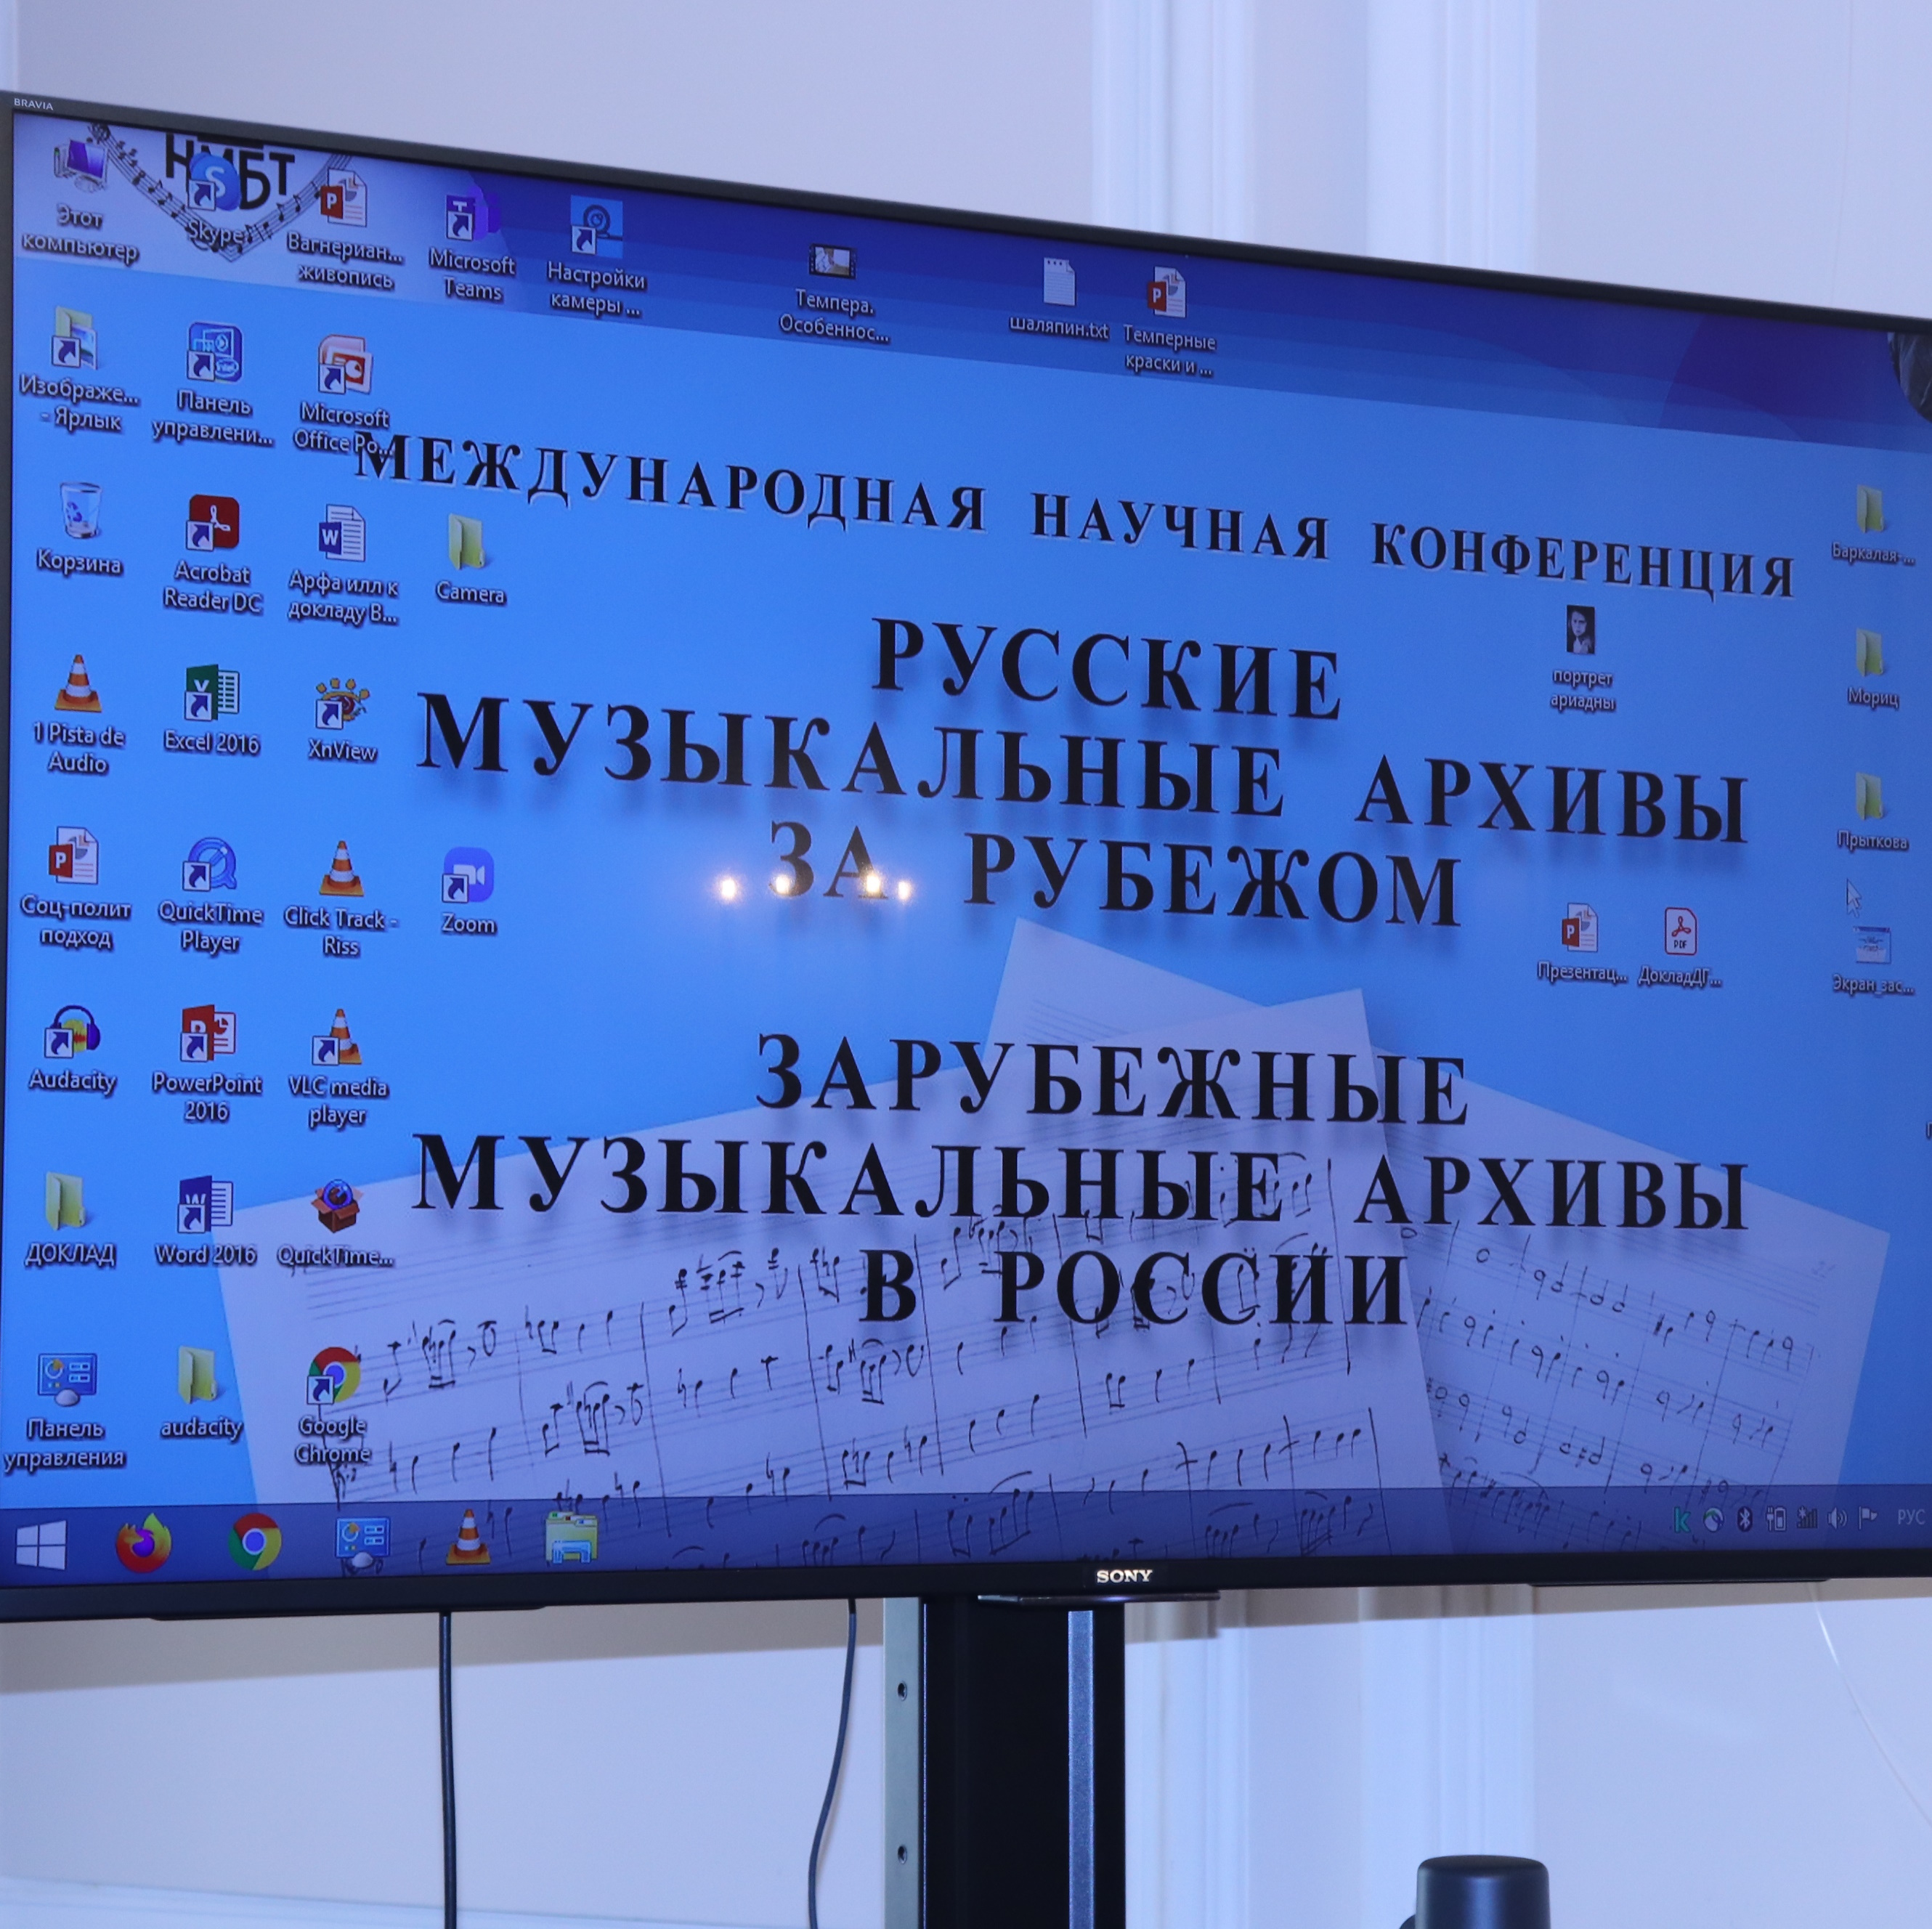 BRAVIA
НМБТ
Этот
компьютер
Skype
Вагнериан...
живопись
Microsoft
Teams
Настройки
камеры ...
Темпера.
Особеннос...
шаляпин.txt
Темперные
краски и ...
Изображе...
- Ярлык
Панель
управлени...
Microsoft
Office Po...
МЕЖДУНАРОДНАЯ НАУЧНАЯ КОНФЕРЕНЦИЯ
Корзина
Acrobat
Reader DC
Арфа илл к
докладу В...
Camera
Баркалая-...
РУССКИЕ
МУЗЫКАЛЬНЫЕ АРХИВЫ
ЗА РУБЕЖОМ
портрет
ариадны
Мориц
1 Pista de
Audio
Excel 2016
XnView
Прыткова
Соц-полит
подход
QuickTime
Player
Click Track -
Riss
Zoom
Презентац...
PDF
ДокладДГ...
Экран_зас...
ЗАРУБЕЖНЫЕ
МУЗЫКАЛЬНЫЕ АРХИВЫ
В РОССИИ
Audacity
PowerPoint
2016
VLC media
player
ДОКЛАД
Word 2016
QuickTime...
Панель
управления
audacity
Google
Chrome
РУС
SONY